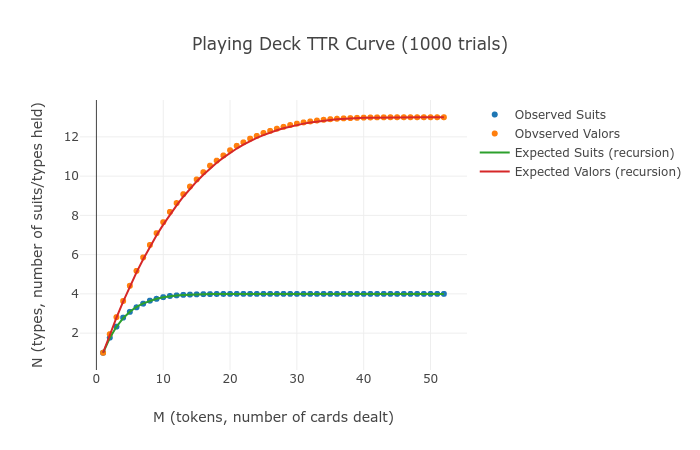 Playing Deck TTR Curve (1000 trials)
N (types, number of suits/types held)
12
10
8
6
4
2
0
10
20
30
40
50
M (tokens, number of cards dealt)
Observed Suits
Obvserved Valors
Expected Suits (recursion)
Expected Valors (recursion)